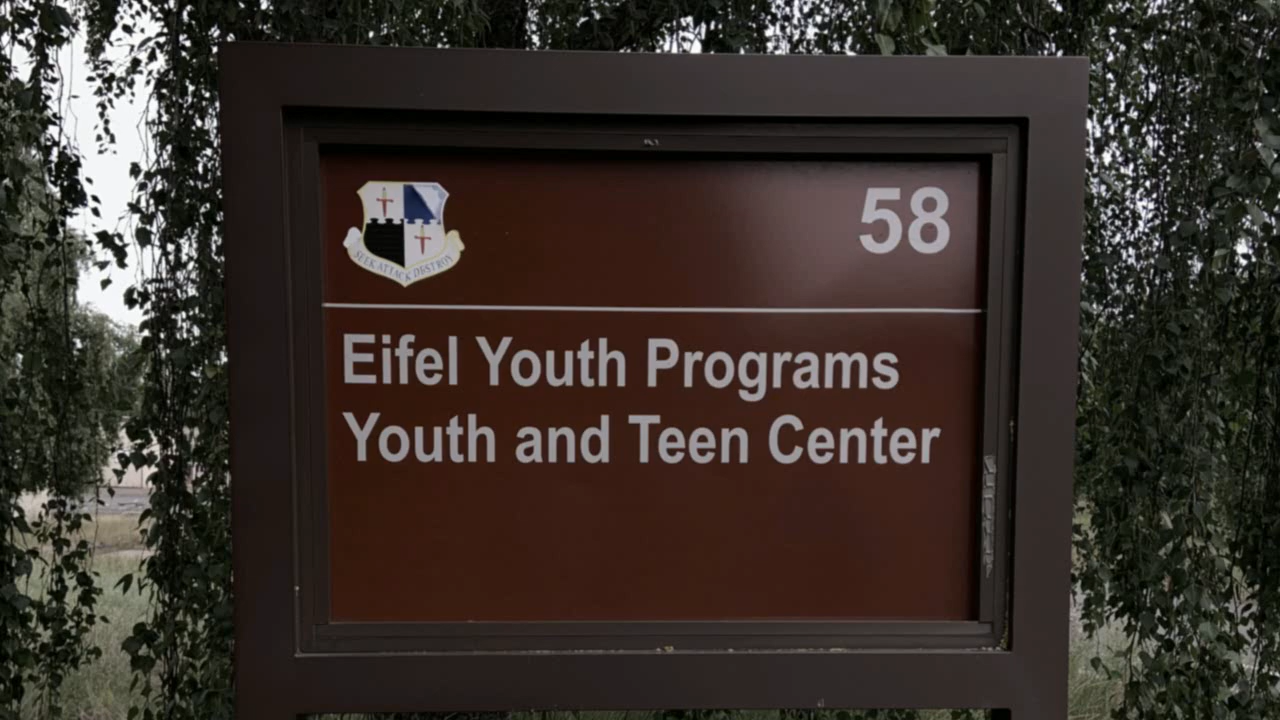 58
SEEK ATTACK DESTROY
Eifel Youth Programs
Youth and Teen Center